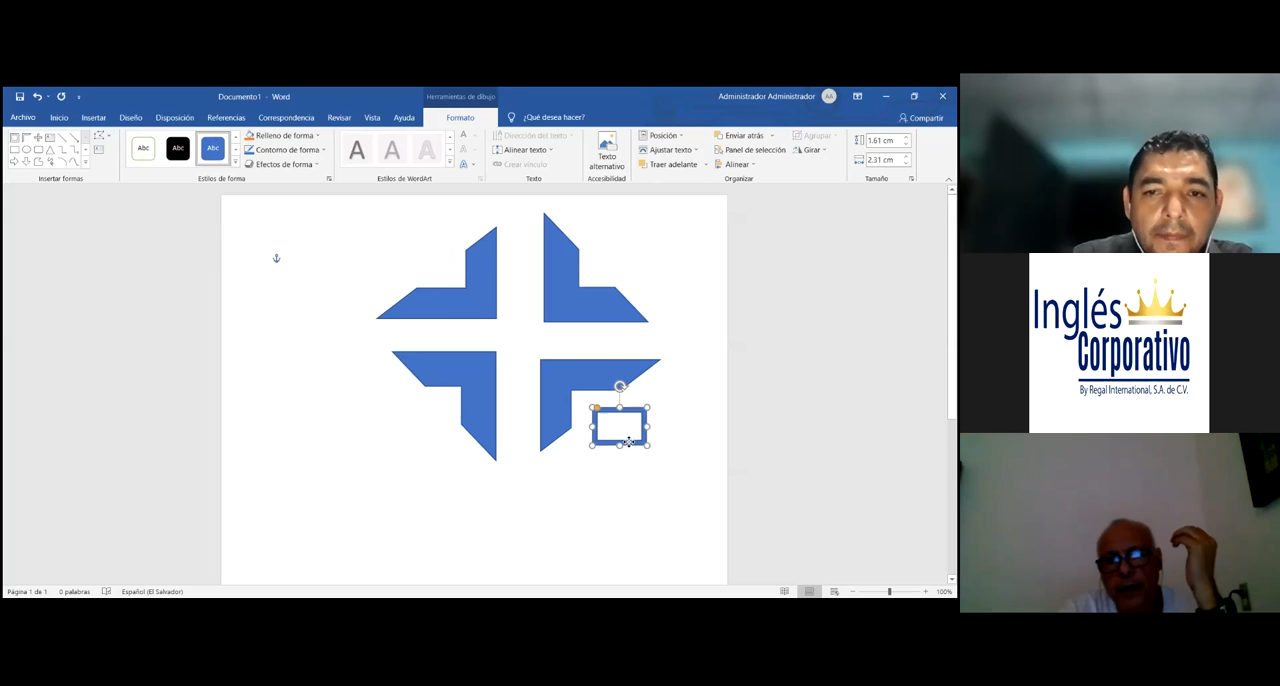 Documento1 - Word
Herramientas de dibujo
Administrador Administrador
AA
Archivo
Inicio
Insertar
Diseño
Disposición
Referencias
Correspondencia
Revisar
Vista
Ayuda
Formato
¿Qué desea hacer?
Compartir
Abc
Abc
Abc
Relleno de forma
Contorno de forma
Efectos de forma
A
A
A
Dirección del texto
Alinear texto
Crear vínculo
Texto
alternativo
Posición
Ajustar texto
Traer adelante
Enviar atrás
Panel de selección
Alinear
Agrupar
Girar
1.61 cm
2.31 cm
Insertar formas
Estilos de forma
Estilos de WordArt
Texto
Accesibilidad
Organizar
Tamaño
Página 1 de 1
0 palabras
Español (El Salvador)
100%
Inglés
Corporativo
By Regal International, S.A. de C.V.